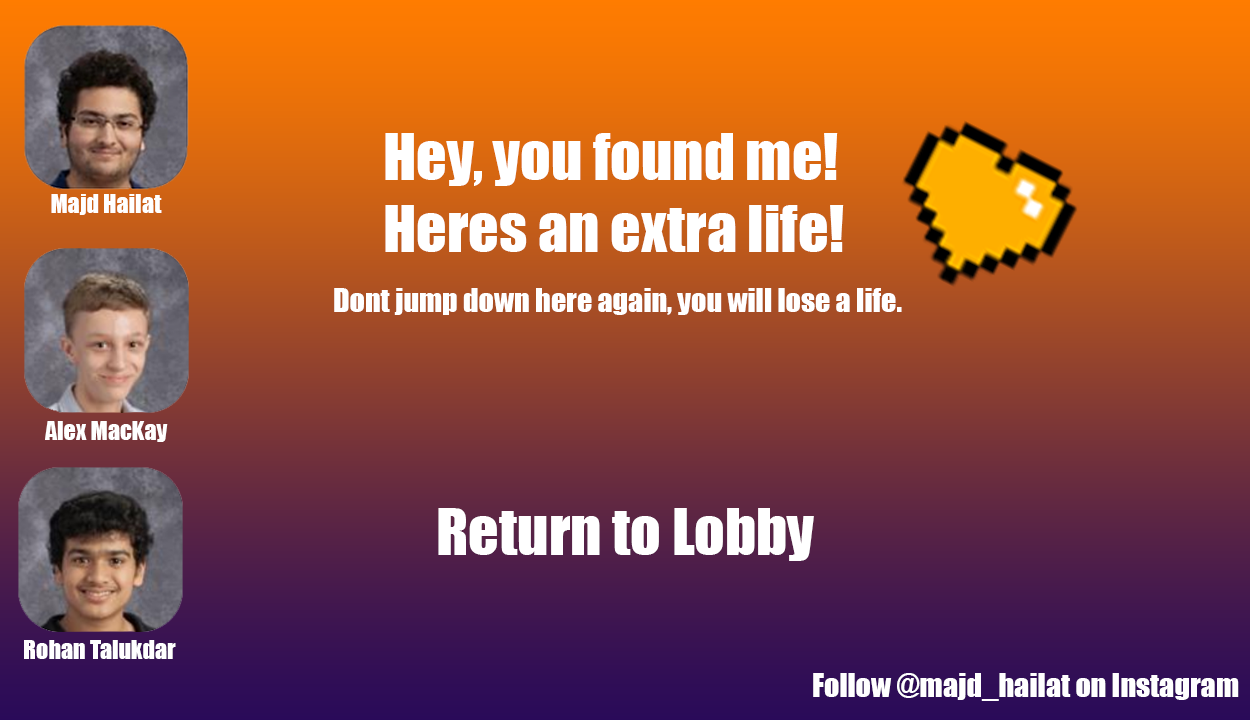 Majd Hailat
Alex MacKay
Rohan Talukdar
Hey, you found me!
Heres an extra life!
Dont jump down here again, you will lose a life.
Return to Lobby
Follow @majd_hailat on Instagram